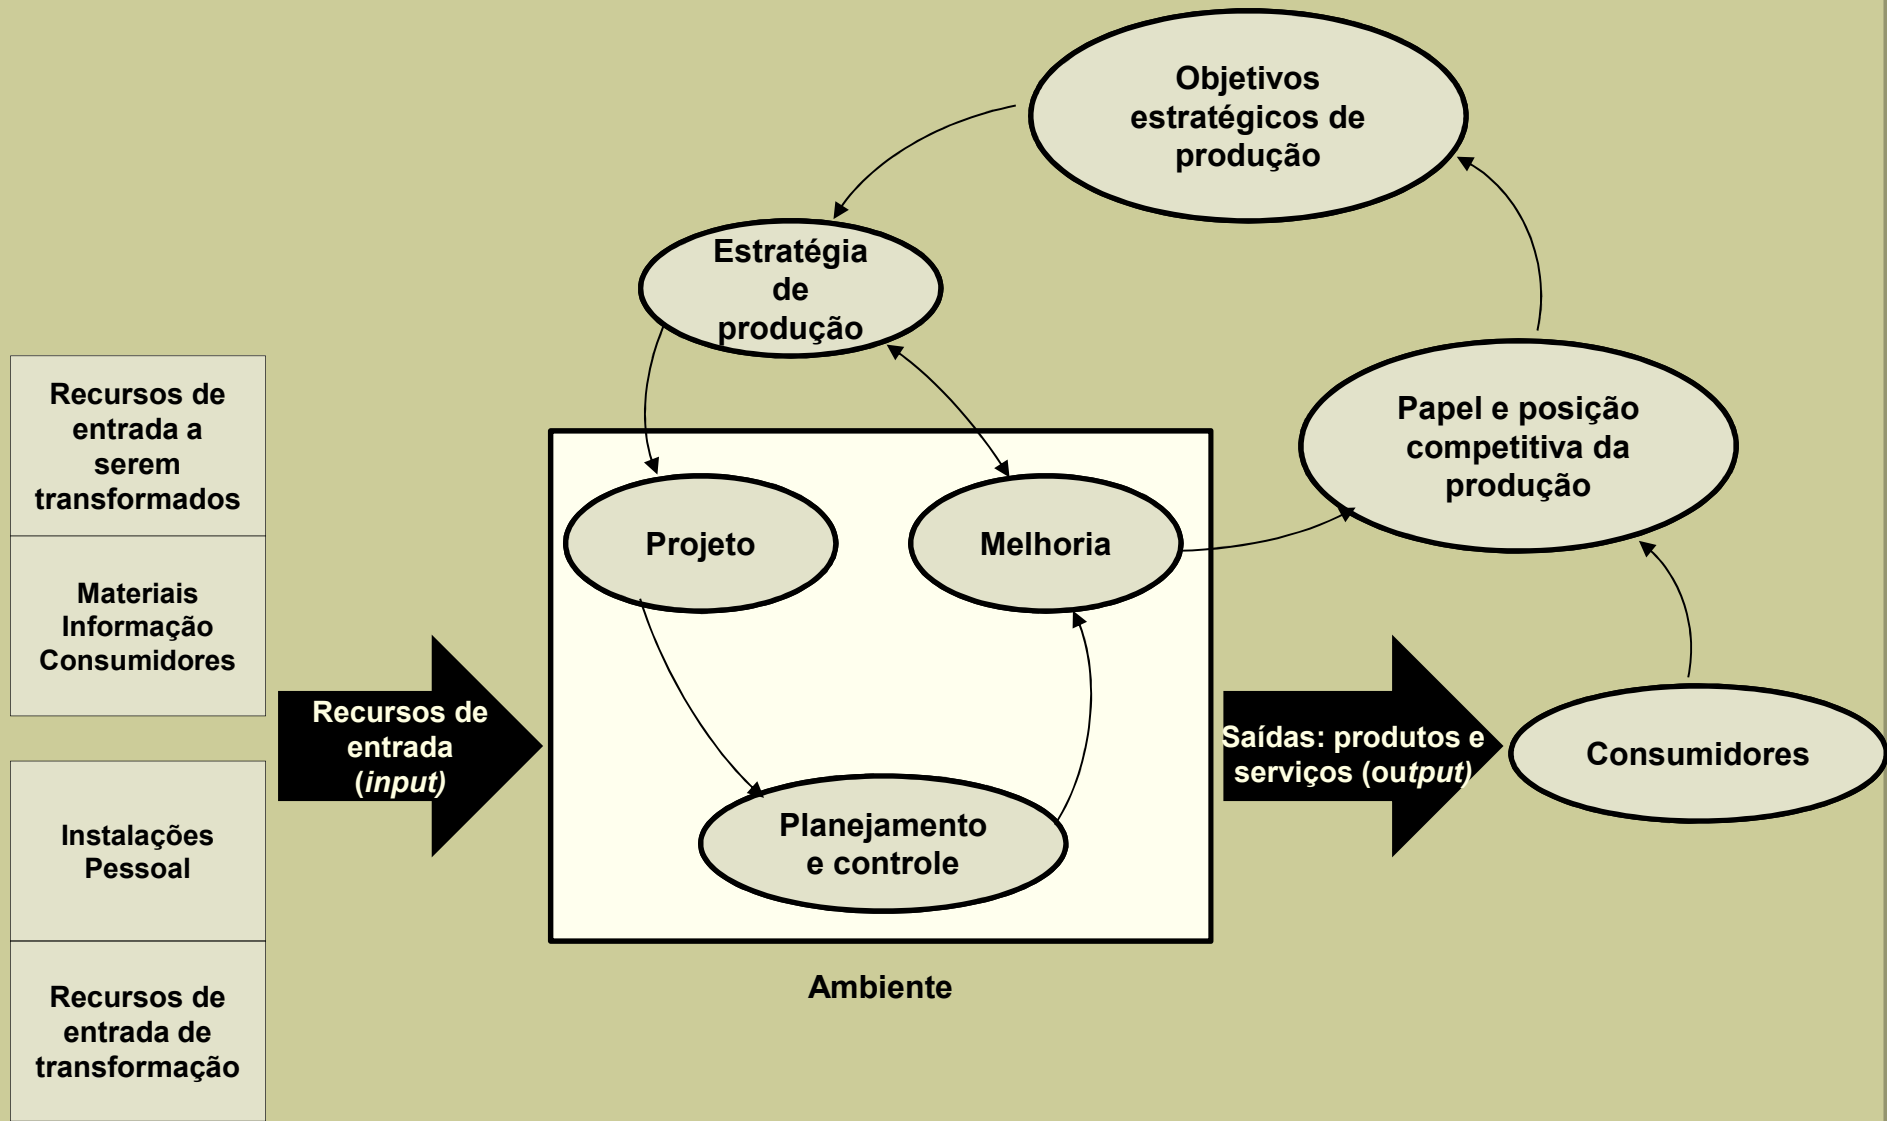 Objetivos
estratégicos de
produção
Estratégia
de
produção
Recursos de
entrada a
serem
transformados
Papel e posição
competitiva da
produção
Projeto
Melhoria
Materiais
Informação
Consumidores
Recursos de
entrada
(input)
Saídas: produtos e
serviços (output)
Consumidores
Instalações
Pessoal
Planejamento
e controle
Ambiente
Recursos de
entrada de
transformação